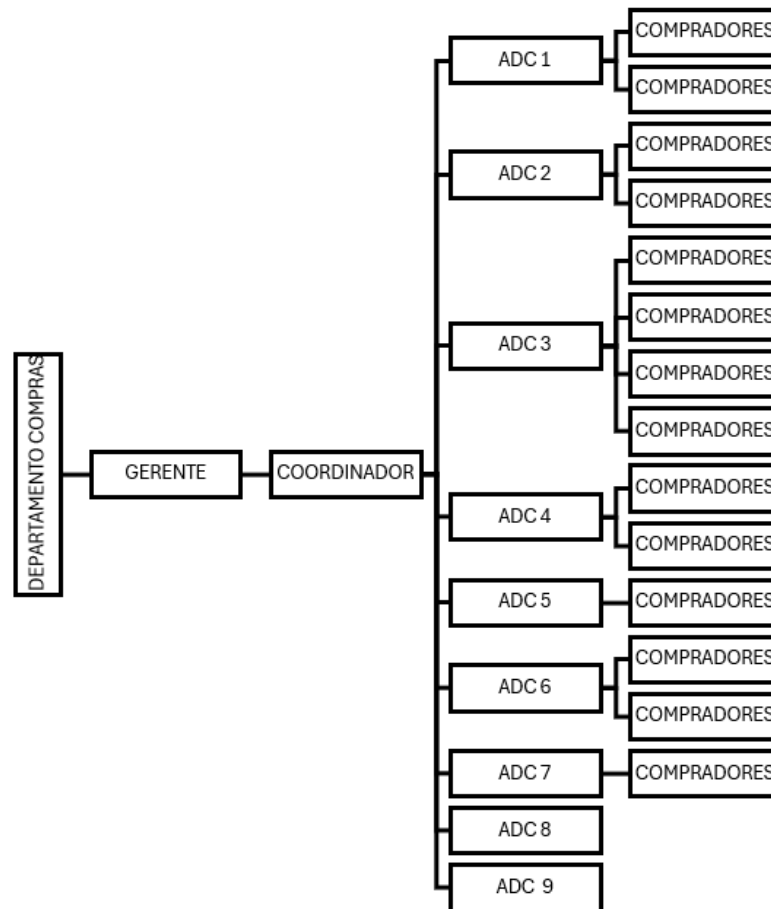 DEPARTAMENTO COMPRAS
GERENTE
COORDINADOR
ADC 1
COMPRADORES
COMPRADORES
ADC 2
COMPRADORES
COMPRADORES
ADC 3
COMPRADORES
COMPRADORES
COMPRADORES
COMPRADORES
ADC 4
COMPRADORES
COMPRADORES
ADC 5
COMPRADORES
ADC 6
COMPRADORES
COMPRADORES
ADC 7
COMPRADORES
ADC 8
ADC 9